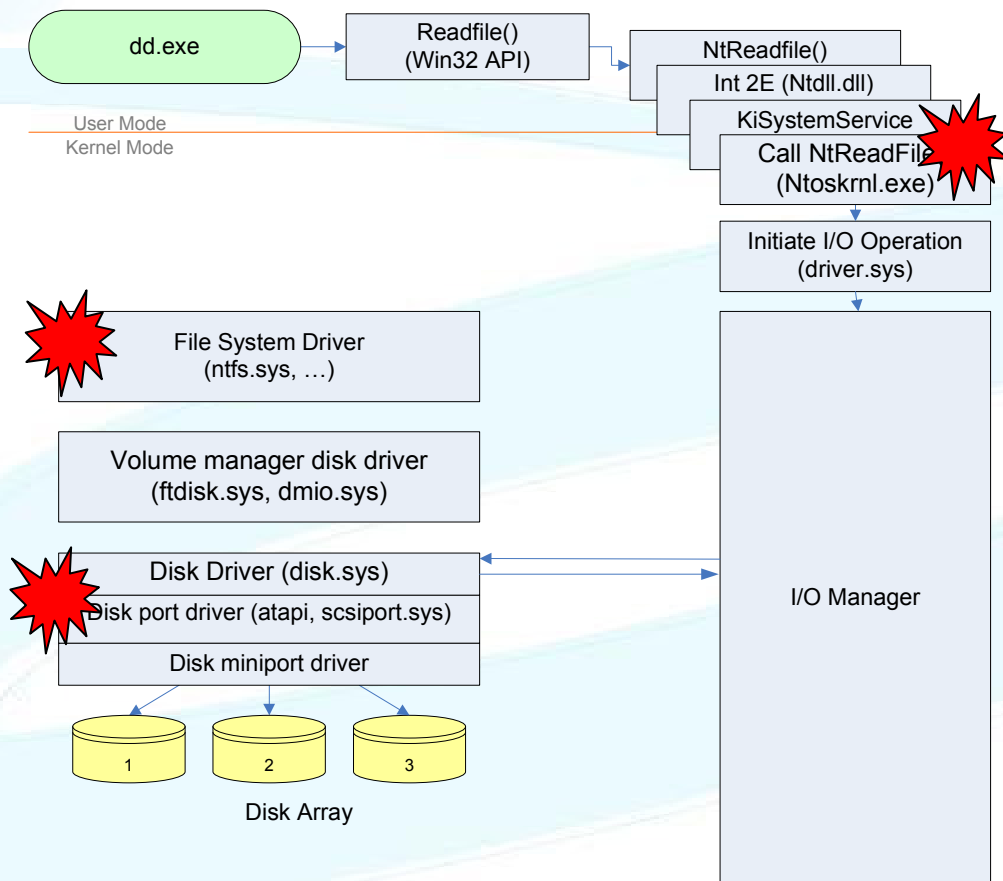 dd.exe
Readfile()
(Win32 API)
NtReadfile()
Int 2E (Ntdll.dll)
KiSystemService
Call NtReadFile
(Ntoskrnl.exe)
User Mode
Kernel Mode
Initiate I/O Operation
(driver.sys)
File System Driver
(ntfs.sys, …)
Volume manager disk driver
(ftdisk.sys, dmio.sys)
Disk Driver (disk.sys)
Disk port driver (atapi, scsiport.sys)
Disk miniport driver
I/O Manager
1
2
3
Disk Array